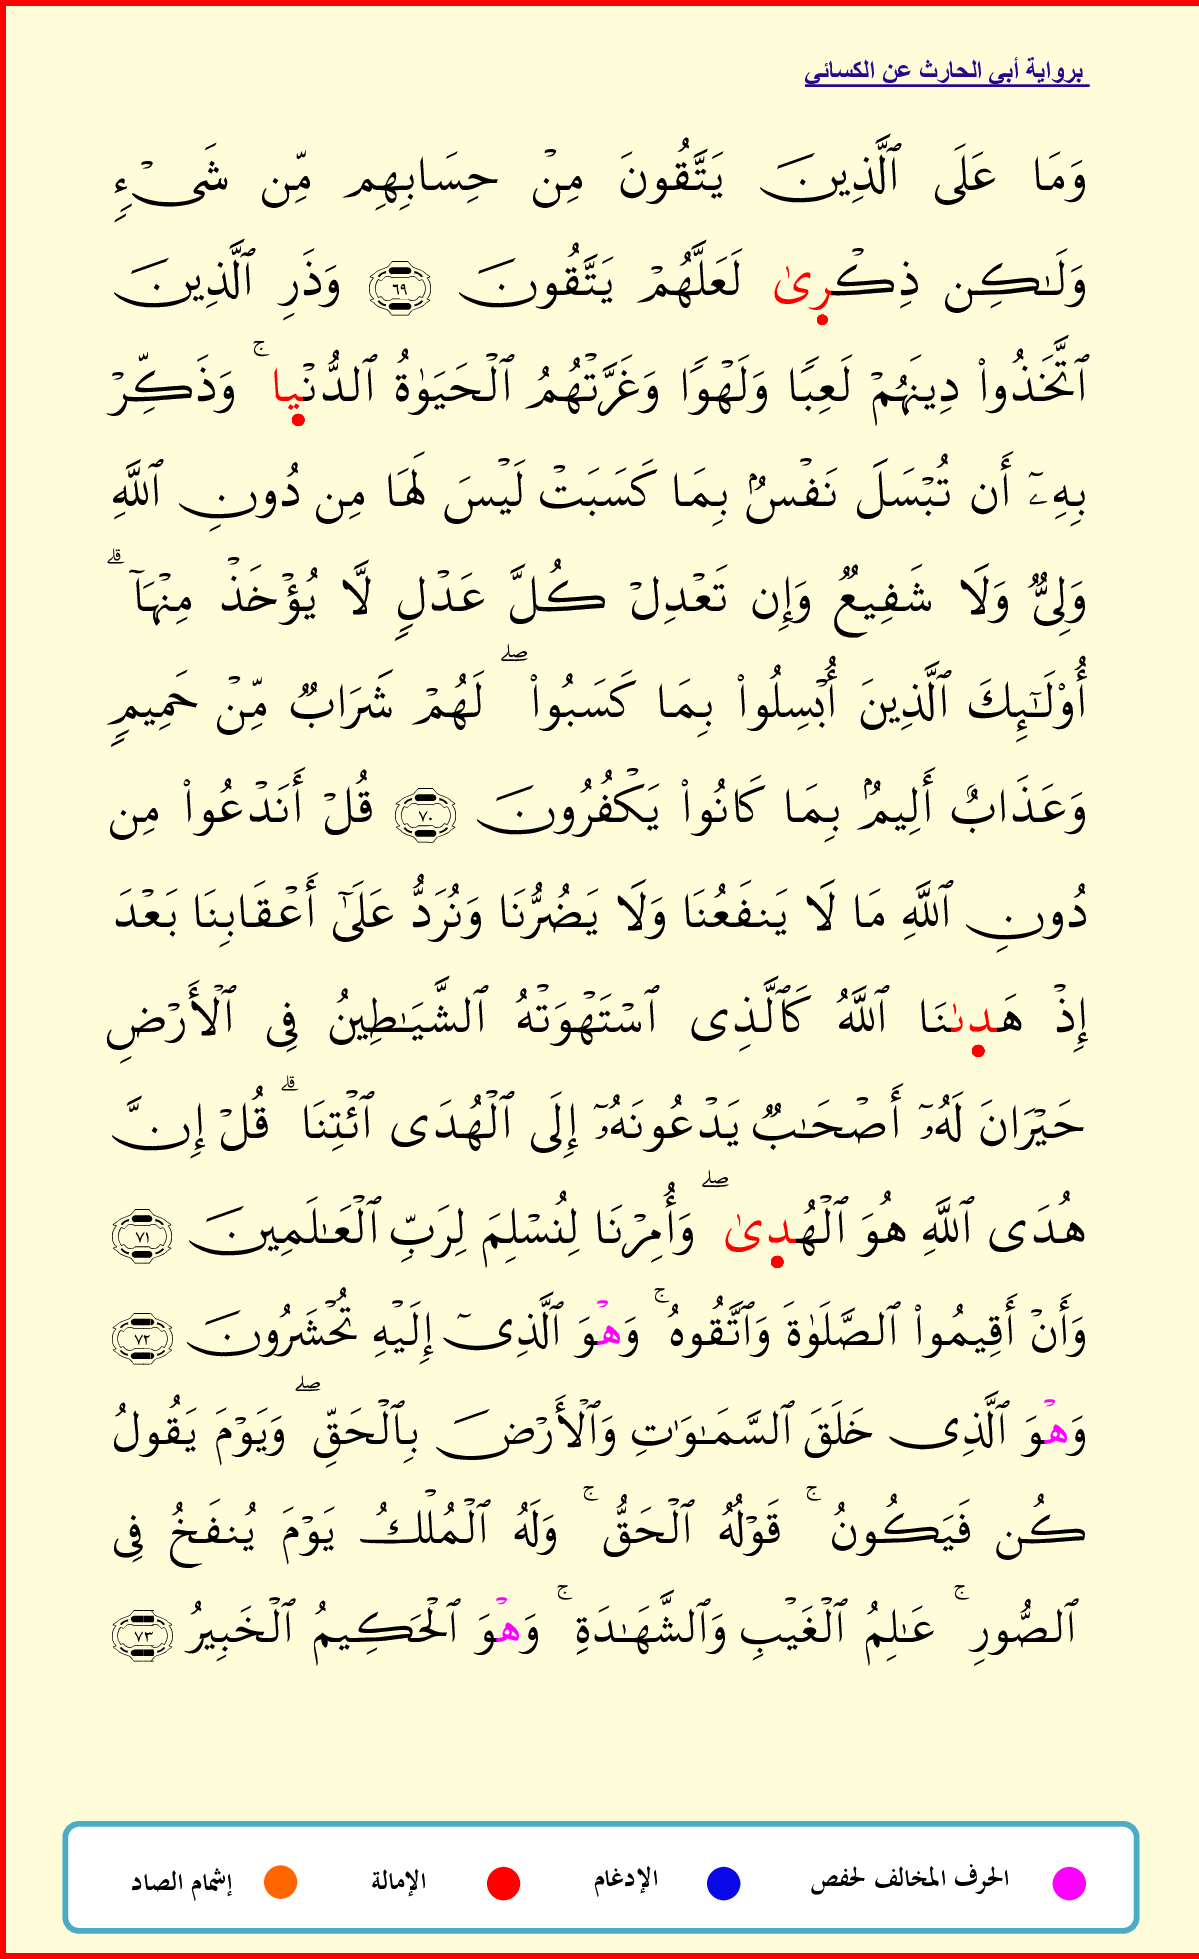 برواية أبي الحارث عن الكسائي
وَمَا عَلَى ٱلَّذِينَ يَتَّقُونَ مِنۡ حِسَابِهِم مِّن شَىۡءٖ
وَلَٰكِن ذِكۡرِىٰ لَعَلَّهُمۡ يَتَّقُونَ ٦٩ وَذَرِ ٱلَّذِينَ
ٱتَّخَذُواْ دِينَهُمۡ لَعِبٗا وَلَهۡوٗا وَغَرَّتۡهُمُ ٱلۡحَيَوٰةُ ٱلدُّنۡيِا ۚ وَذَكِّرۡ
بِهِۦٓ أَن تُبۡسَلَ نَفۡسُۢ بِمَا كَسَبَتۡ لَيۡسَ لَهَا مِن دُونِ ٱللَّهِ
وَلِىّٞ وَلَا شَفِيعٞ وَإِن تَعۡدِلۡ كُلَّ عَدۡلٖ لَّا يُؤۡخَذۡ مِنۡهَآ ۗ
أُوْلَٰٓئِكَ ٱلَّذِينَ أُبۡسِلُواْ بِمَا كَسَبُواْ ۖ لَهُمۡ شَرَابٞ مِّنۡ حَمِيمٖ
وَعَذَابٌ أَلِيمُۢ بِمَا كَانُواْ يَكۡفُرُونَ ٧٠ قُلۡ أَنَدۡعُواْ مِن
دُونِ ٱللَّهِ مَا لَا يَنفَعُنَا وَلَا يَضُرُّنَا وَنُرَدُّ عَلَىٰٓ أَعۡقَابِنَا بَعۡدَ
إِذۡ هَدِىٰنَا ٱللَّهُ كَٱلَّذِى ٱسۡتَهۡوَتۡهُ ٱلشَّيَٰطِينُ فِى ٱلۡأَرۡضِ
حَيۡرَانَ لَهُۥٓ أَصۡحَٰبٞ يَدۡعُونَهُۥٓ إِلَى ٱلۡهُدَى ٱئۡتِنَا ۗ قُلۡ إِنَّ
هُدَى ٱللَّهِ هُوَ ٱلۡهُدِىٰ ۖ وَأُمِرۡنَا لِنُسۡلِمَ لِرَبِّ ٱلۡعَٰلَمِينَ ٧١
وَأَنۡ أَقِيمُواْ ٱلصَّلَوٰةَ وَٱتَّقُوهُ ۚ وَهۡوَ ٱلَّذِىٓ إِلَيۡهِ تُحۡشَرُونَ ٧٢
وَهۡوَ ٱلَّذِى خَلَقَ ٱلسَّمَٰوَٰتِ وَٱلۡأَرۡضَ بِٱلۡحَقِّ ۖ وَيَوۡمَ يَقُولُ
كُن فَيَكُونُ ۚ قَوۡلُهُ ٱلۡحَقُّ ۚ وَلَهُ ٱلۡمُلۡكُ يَوۡمَ يُنفَخُ فِى
ٱلصُّورِ ۚ عَٰلِمُ ٱلۡغَيۡبِ وَٱلشَّهَٰدَةِ ۚ وَهۡوَ ٱلۡحَكِيمُ ٱلۡخَبِيرُ ٧٣
الحرف المخالف لحفص الإدغام الإمالة إشمام الصاد